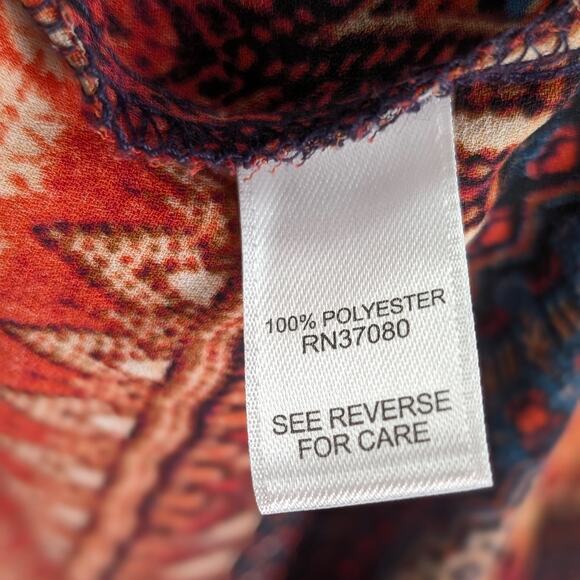 100% POLYESTER
RN37080
SEE REVERSE
FOR CARE